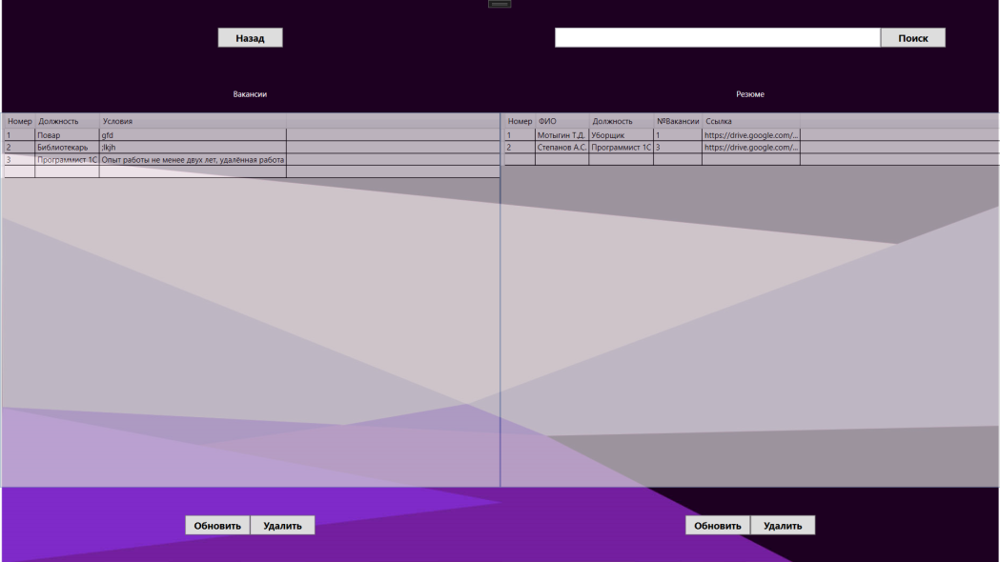 Назад
Поиск
Вакансии
Резюме
Номер Должность Условия
1 Повар gfd
2 Библиотекарь ;lkjh
3 Программист 1С Опыт работы не менее двух лет, удалённая работа
Номер ФИО Должность №Вакансии Ссылка
1 Мотыгин Т.Д. Уборщик 1 https://drive.google.com/...
2 Степанов А.С. Программист 1С 3 https://drive.google.com/...
Обновить Удалить
Обновить Удалить